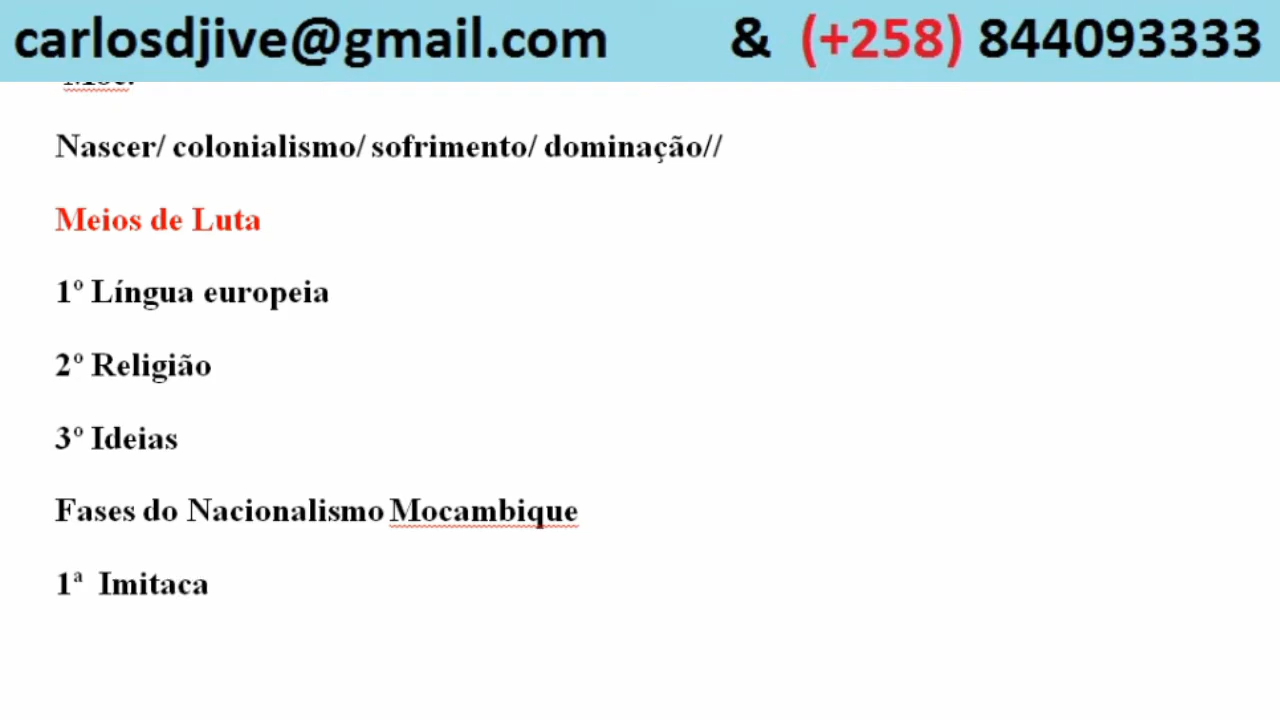 carlosdjive@gmail.com & (+258) 844093333
Nascer/ colonialismo/ sofrimento/ dominação//
Meios de Luta
1º Língua europeia
2º Religião
3º Ideias
Fases do Nacionalismo Mocambique
1ª Imitaca